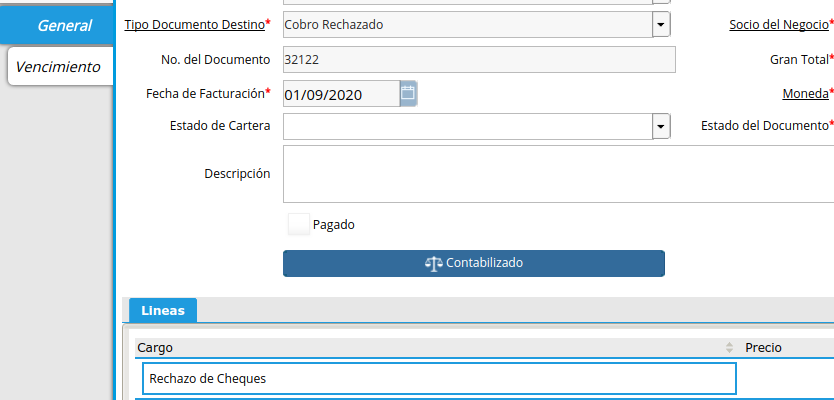 General
Vencimiento
Tipo Documento Destino* Cobro Rechazado Socio del Negocio*
No. del Documento 32122 Gran Total*
Fecha de Facturación* 01/09/2020 Moneda*
Estado de Cartera Estado del Documento*
Descripción
Pagado
Contabilizado
Lineas
Cargo Precio
Rechazo de Cheques